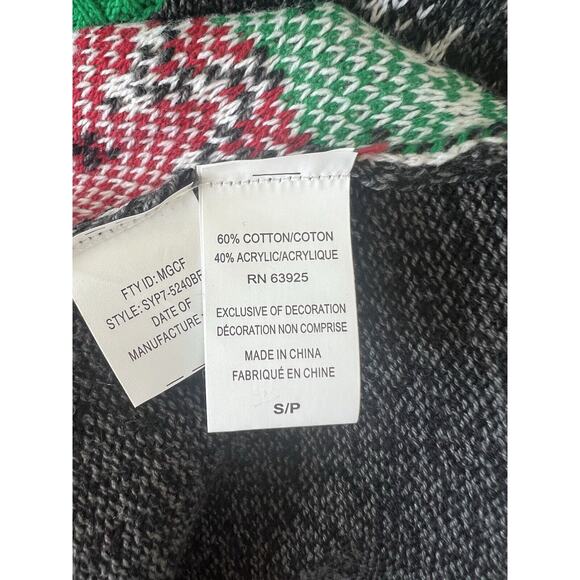 FTY ID: MGCF
STYLE: SYP7-5240BF
DATE OF
MANUFACTURE
60% COTTON/COTON
40% ACRYLIC/ACRYLIQUE
RN 63925
EXCLUSIVE OF DECORATION
DÉCORATION NON COMPRISE
MADE IN CHINA
FABRIQUÉ EN CHINE
S/P